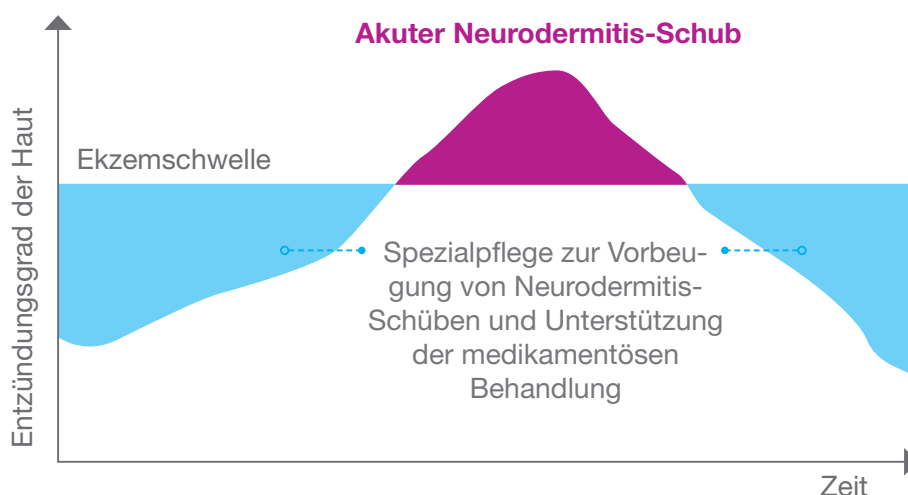 Akuter Neurodermitis-Schub
Entzündungsgrad der Haut
Ekzemschwelle
Spezialpflege zur Vorbeu-
gung von Neurodermitis-
Schüben und Unterstützung
der medikamentösen
Behandlung
Zeit